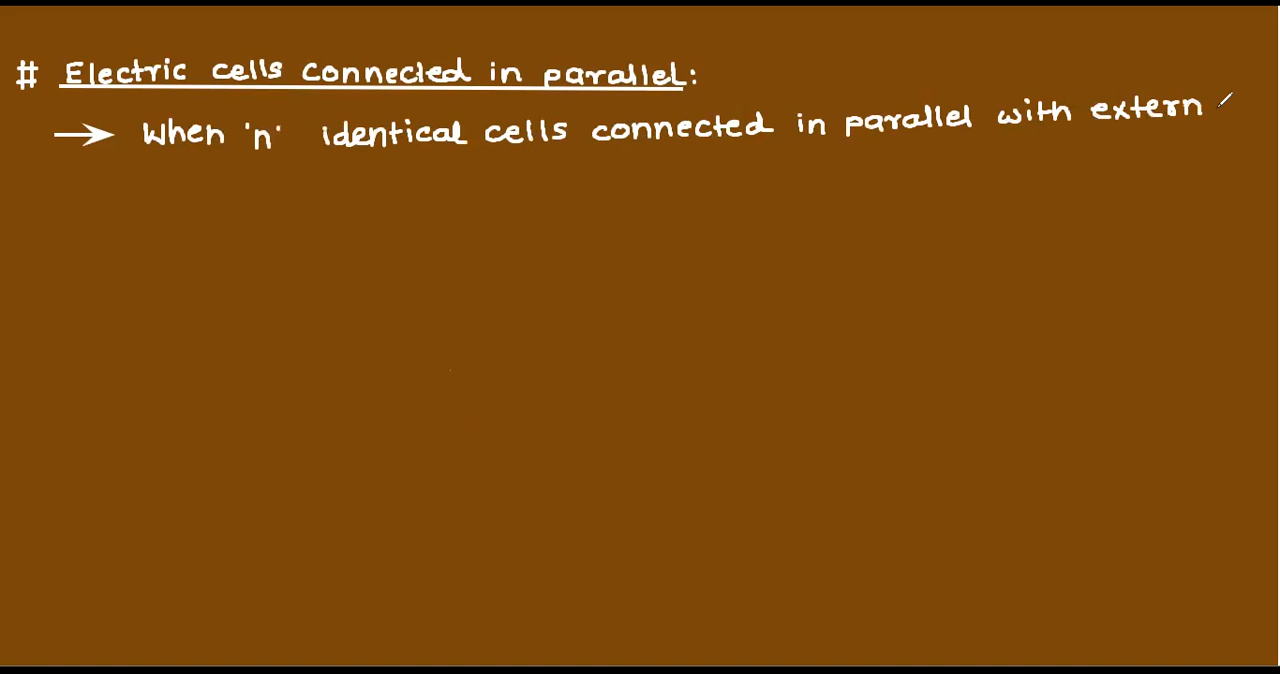 # Electric cells connected in parallel:
→ When 'n' identical cells connected in parallel with extern